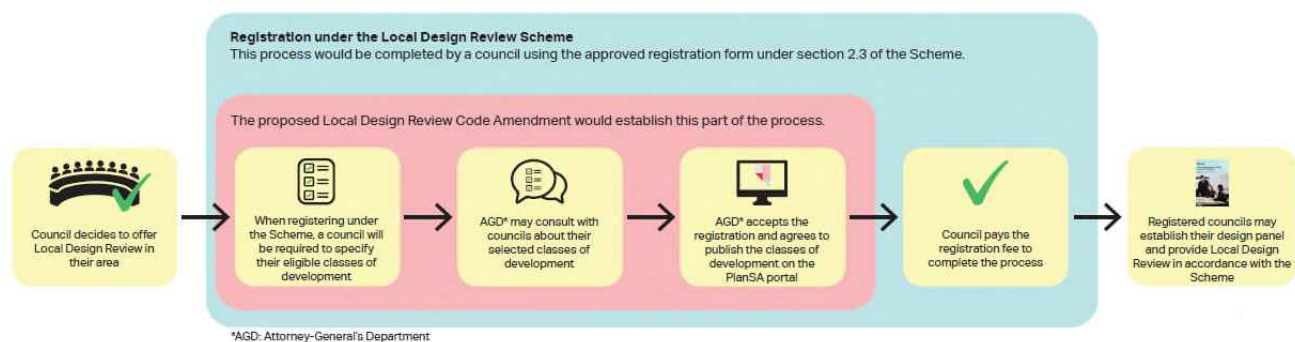 Registration under the Local Design Review Scheme
This process would be completed by a council using the approved registration form under section 2.3 of the Scheme.
The proposed Local Design Review Code Amendment would establish this part of the process.
Council decides to offer
Local Design Review in
their area
When registering under
the Scheme, a council will
be required to specify
their eligible classes of
development
AGD* may consult with
councils about their
selected classes of
development
AGD* accepts the
registration and agrees to
publish the classes of
development on the
PlanSA portal
Council pays the
registration fee to
complete the process
Registered councils may
establish their design panel
and provide Local Design
Review in accordance with the
Scheme
*AGD: Attorney-General's Department